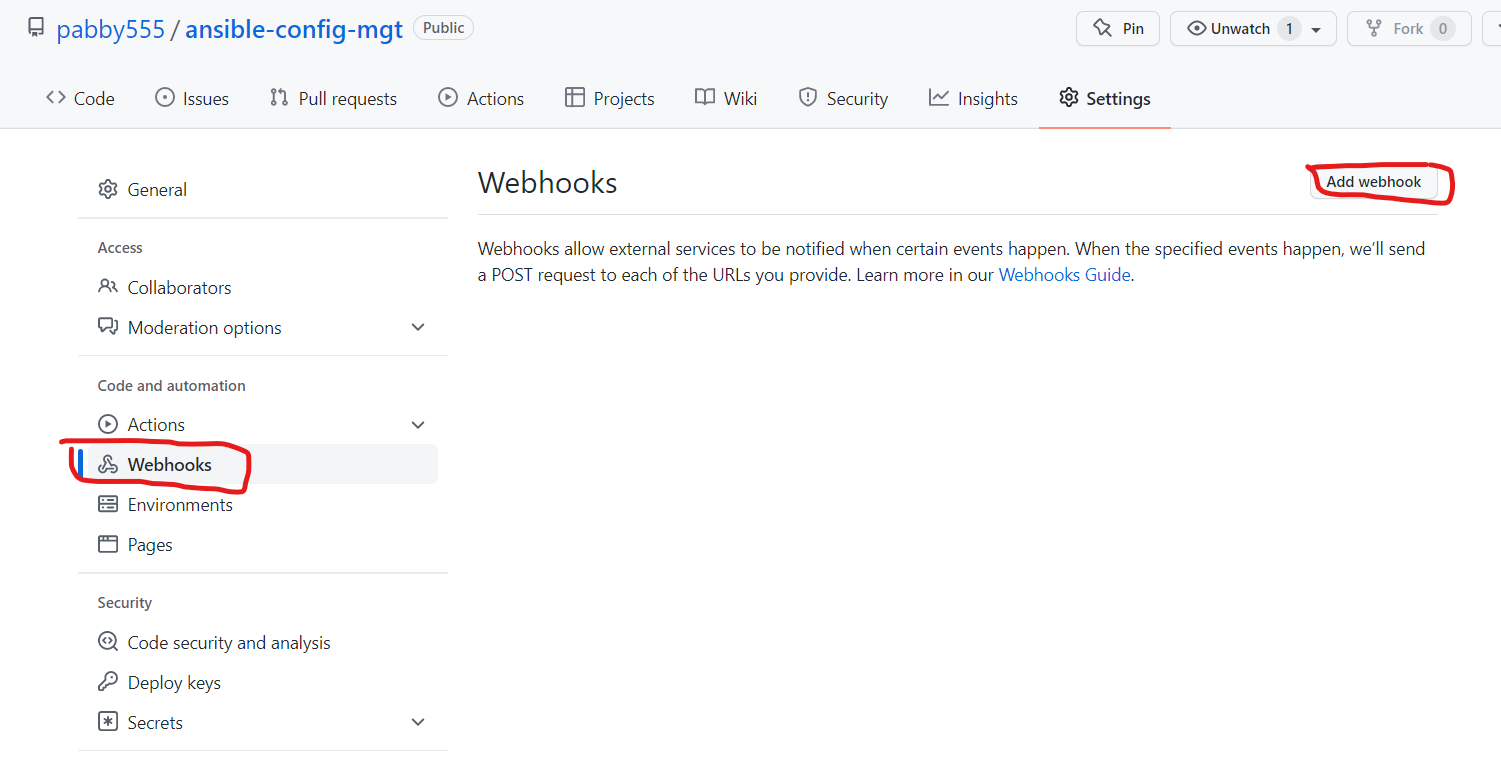 pabby555 / ansible-config-mgt Public Pin Unwatch 1 Fork 0
Code Issues Pull requests Actions Projects Wiki Security Insights Settings
General
Access
Collaborators
Moderation options
Code and automation
Actions
Webhooks
Environments
Pages
Security
Code security and analysis
Deploy keys
Secrets
Webhooks Add webhook
Webhooks allow external services to be notified when certain events happen. When the specified events happen, we'll send
a POST request to each of the URLs you provide. Learn more in our Webhooks Guide.